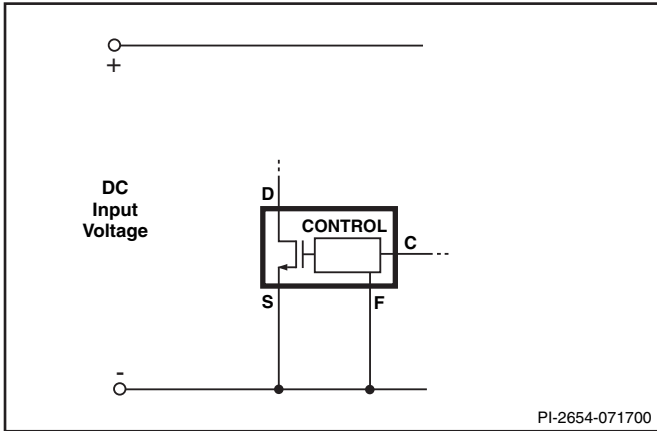 +
D
DC
Input
Voltage
CONTROL
C
S
F
-
PI-2654-071700